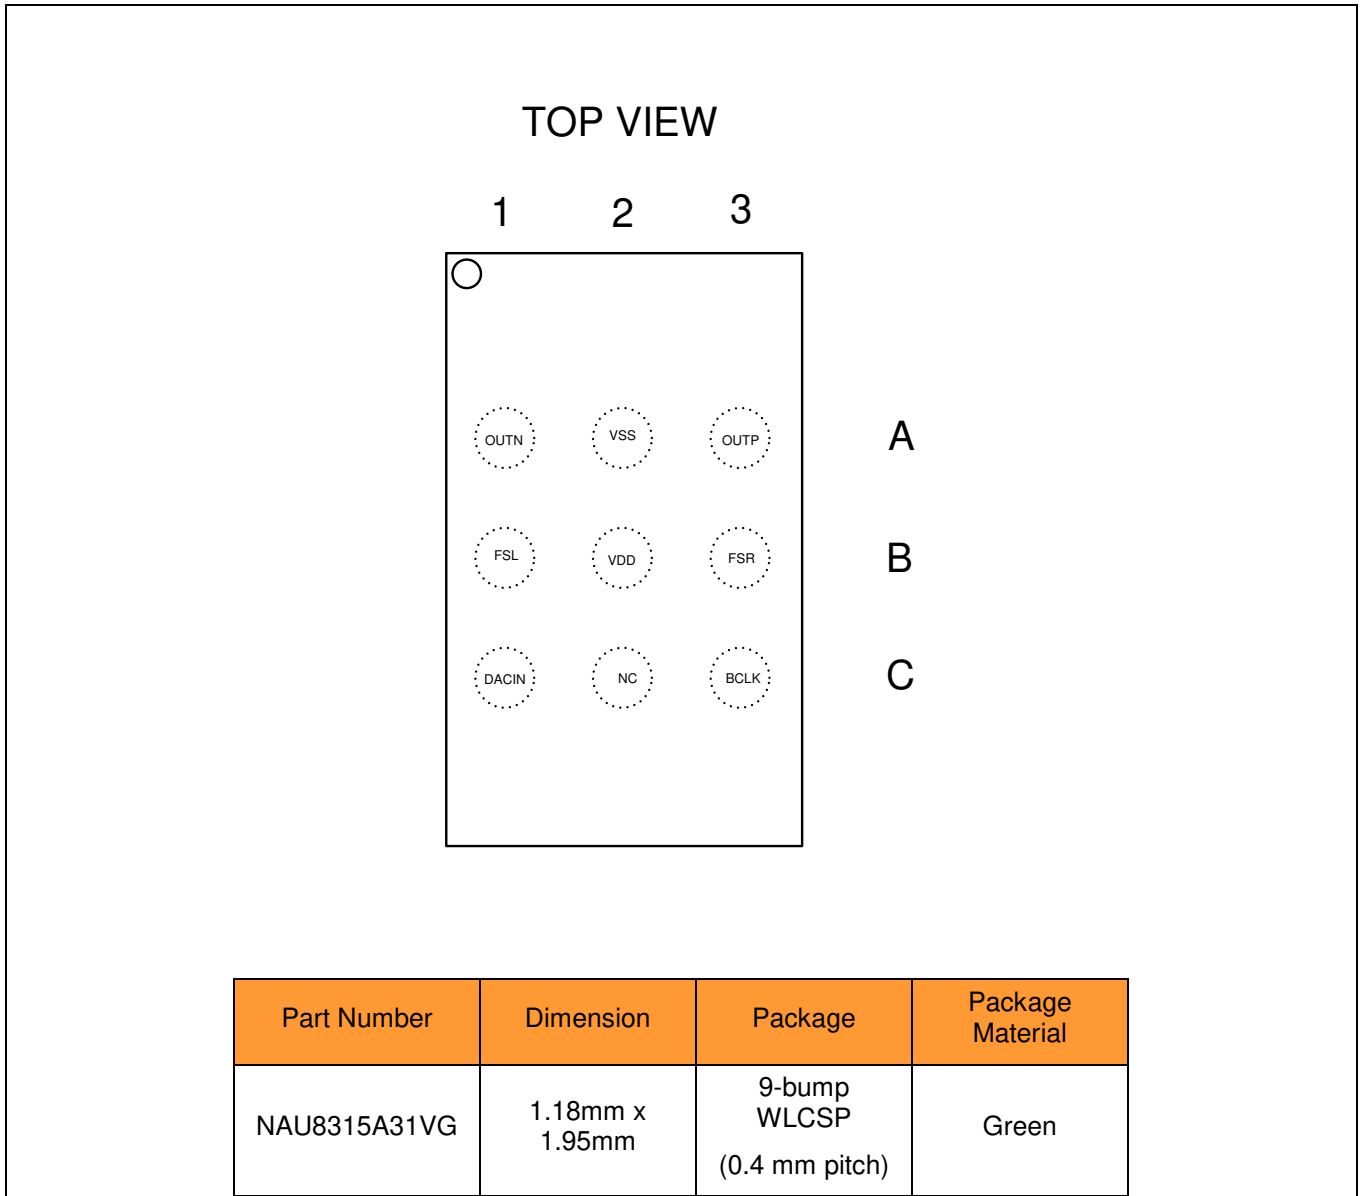 TOP VIEW
1 2 3
OUTN VSS OUTP A
FSL VDD FSR B
DACIN NC BCLK C
Part Number Dimension Package Package Material
NAU8315A31VG 1.18mm x 1.95mm 9-bump WLCSP (0.4 mm pitch) Green